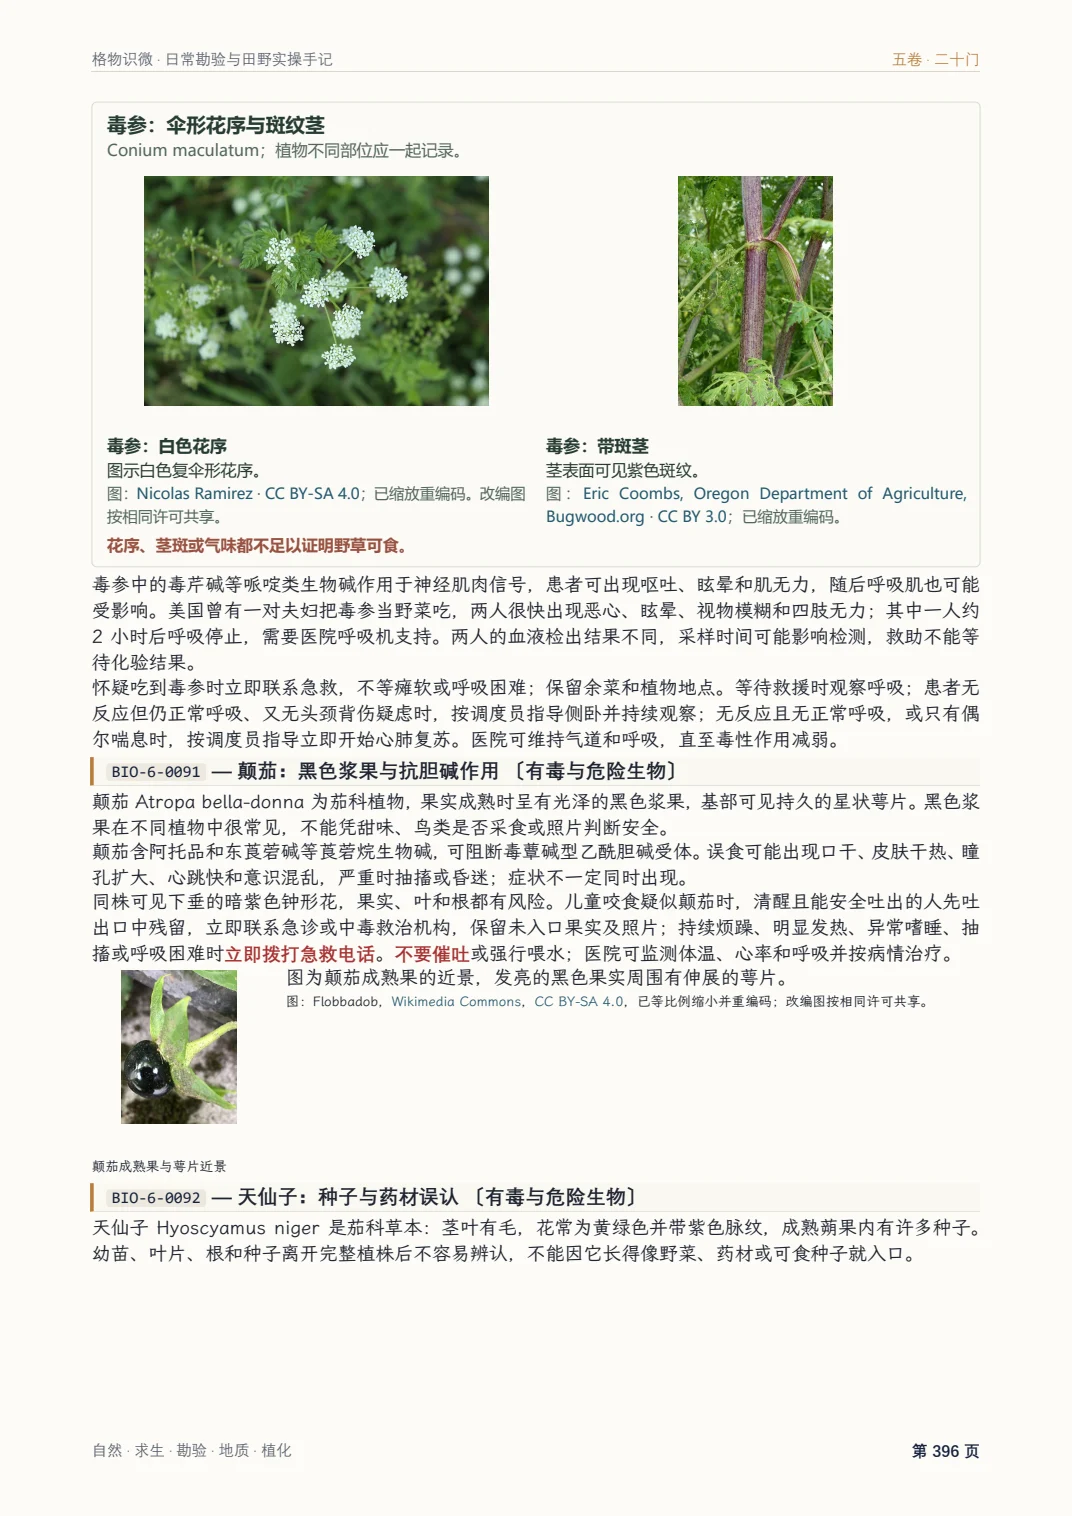 格物识微 · 日常勘验与田野实操手记
五卷 · 二十门
毒参：伞形花序与斑纹茎
Conium maculatum；植物不同部位应一起记录。
毒参：白色花序
图示白色复伞形花序。
图：Nicolas Ramirez · CC BY-SA 4.0；已缩放重编码。改编图
按相同许可共享。
毒参：带斑茎
茎表面可见紫色斑纹。
图： Eric Coombs, Oregon Department of Agriculture,
Bugwood.org · CC BY 3.0；已缩放重编码。
花序、茎斑或气味都不足以证明野草可食。
毒参中的毒芹碱等哌啶类生物碱作用于神经肌肉信号，患者可出现呕吐、眩晕和肌无力，随后呼吸肌也可能
受影响。美国曾有一对夫妇把毒参当野菜吃，两人很快出现恶心、眩晕、视物模糊和四肢无力；其中一人约
2 小时后呼吸停止，需要医院呼吸机支持。两人的血液检出结果不同，采样时间可能影响检测，救助不能等
待化验结果。
怀疑吃到毒参时立即联系急救，不等瘫软或呼吸困难；保留余菜和植物地点。等待救援时观察呼吸；患者无
反应但仍正常呼吸、又无头颈背伤疑虑时，按调度员指导侧卧并持续观察；无反应且无正常呼吸，或只有偶
尔喘息时，按调度员指导立即开始心肺复苏。医院可维持气道和呼吸，直至毒性作用减弱。
BIO-6-0091 — 颠茄：黑色浆果与抗胆碱作用 〔有毒与危险生物〕
颠茄 Atropa bella-donna 为茄科植物，果实成熟时呈有光泽的黑色浆果，基部可见持久的星状萼片。黑色浆
果在不同植物中很常见，不能凭甜味、鸟类是否采食或照片判断安全。
颠茄含阿托品和东莨菪碱等莨菪烷生物碱，可阻断毒蕈碱型乙酰胆碱受体。误食可能出现口干、皮肤干热、瞳
孔扩大、心跳快和意识混乱，严重时抽搐或昏迷；症状不一定同时出现。
同株可见下垂的暗紫色钟形花，果实、叶和根都有风险。儿童咬食疑似颠茄时，清醒且能安全吐出的人先吐
出口中残留，立即联系急诊或中毒救治机构，保留未入口果实及照片；持续烦躁、明显发热、异常嗜睡、抽
搐或呼吸困难时立即拨打急救电话。不要催吐或强行喂水；医院可监测体温、心率和呼吸并按病情治疗。
图为颠茄成熟果的近景，发亮的黑色果实周围有伸展的萼片。
图：Flobbadob，Wikimedia Commons，CC BY-SA 4.0，已等比例缩小并重编码；改编图按相同许可共享。
颠茄成熟果与萼片近景
BIO-6-0092 — 天仙子：种子与药材误认 〔有毒与危险生物〕
天仙子 Hyoscyamus niger 是茄科草本：茎叶有毛，花常为黄绿色并带紫色脉纹，成熟蒴果内有许多种子。
幼苗、叶片、根和种子离开完整植株后不容易辨认，不能因它长得像野菜、药材或可食种子就入口。
自然 · 求生 · 勘验 · 地质 · 植化
第 396 页